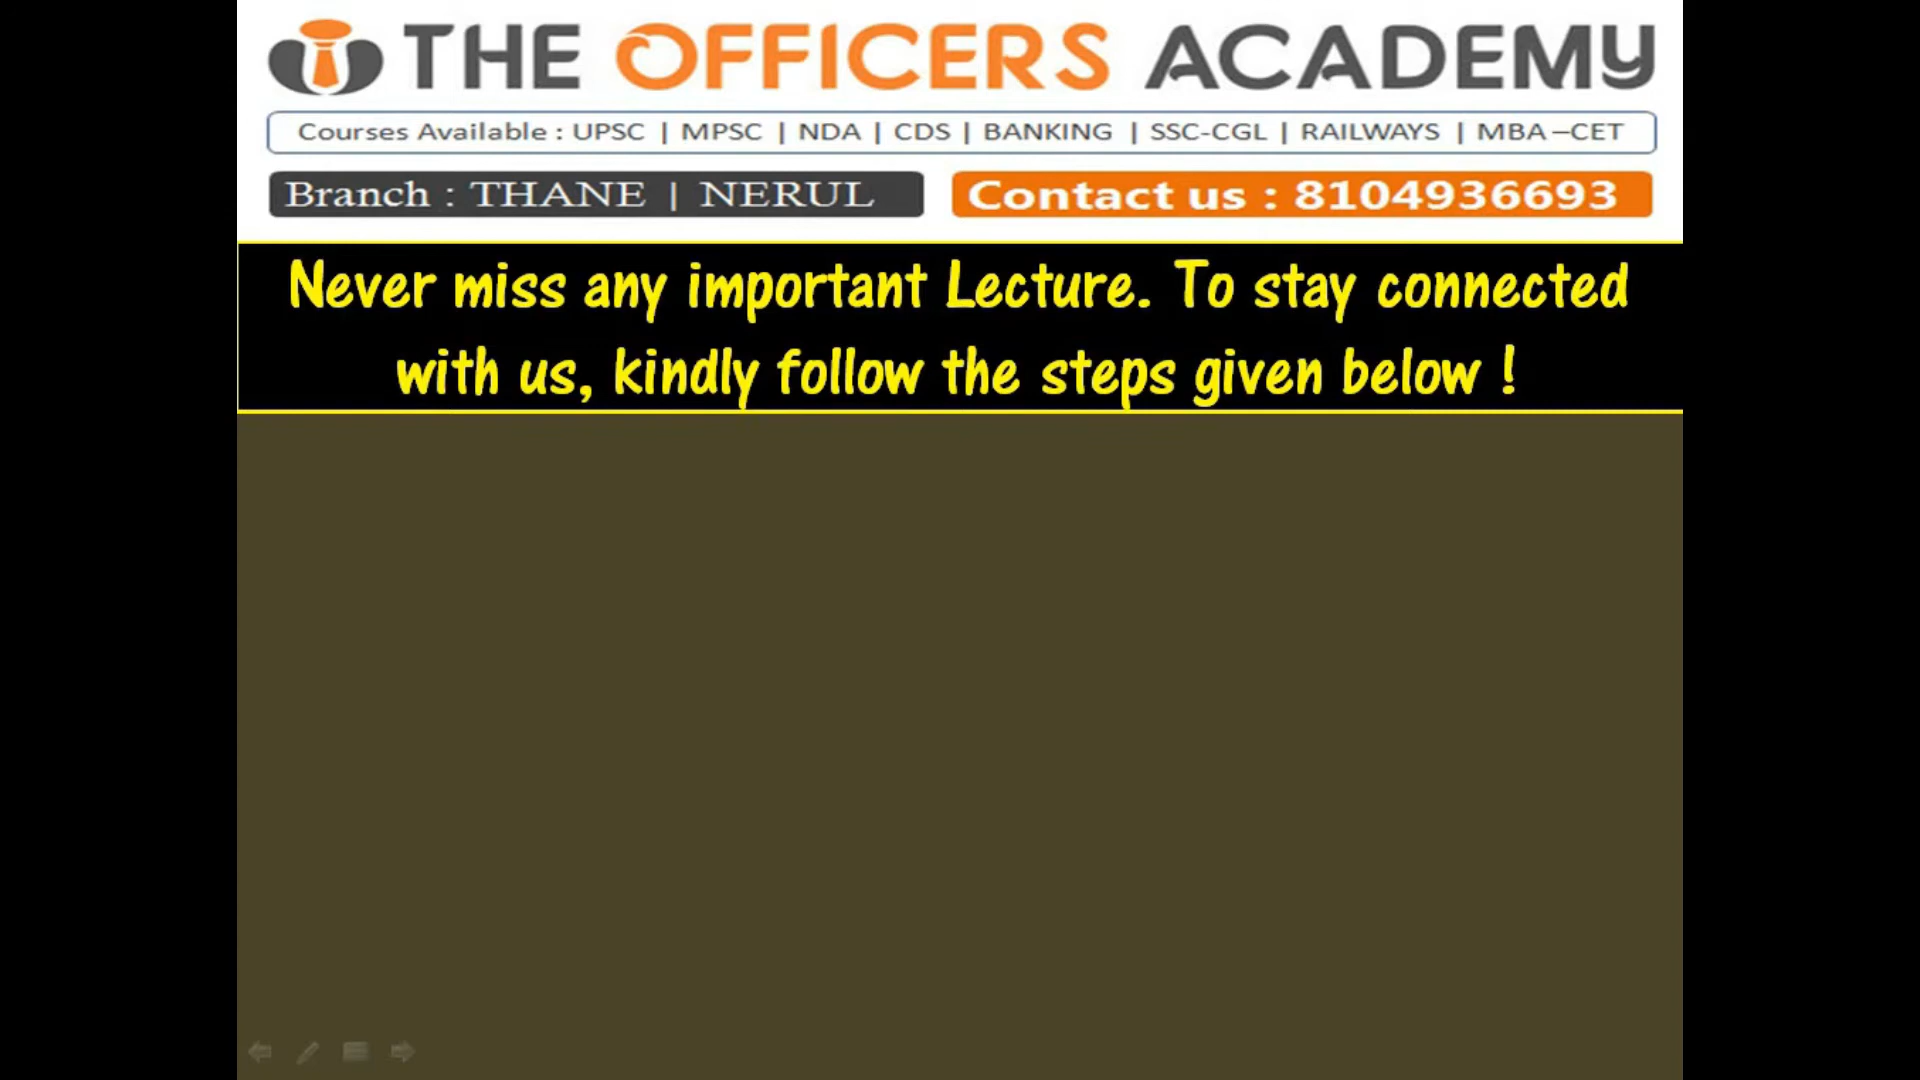 THE OFFICERS ACADEMY
Courses Available : UPSC | MPSC | NDA | CDS | BANKING | SSC-CGL | RAILWAYS | MBA –CET
Branch : THANE | NERUL
Contact us : 8104936693
Never miss any important Lecture. To stay connected
with us, kindly follow the steps given below !